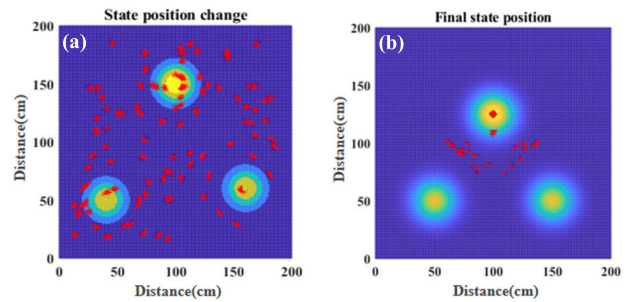 State position change
(a)
200
150
100
50
0
0 50 100 150 200
Distance(cm)
Distance(cm)
Final state position
(b)
200
150
100
50
0
0 50 100 150 200
Distance(cm)
Distance(cm)